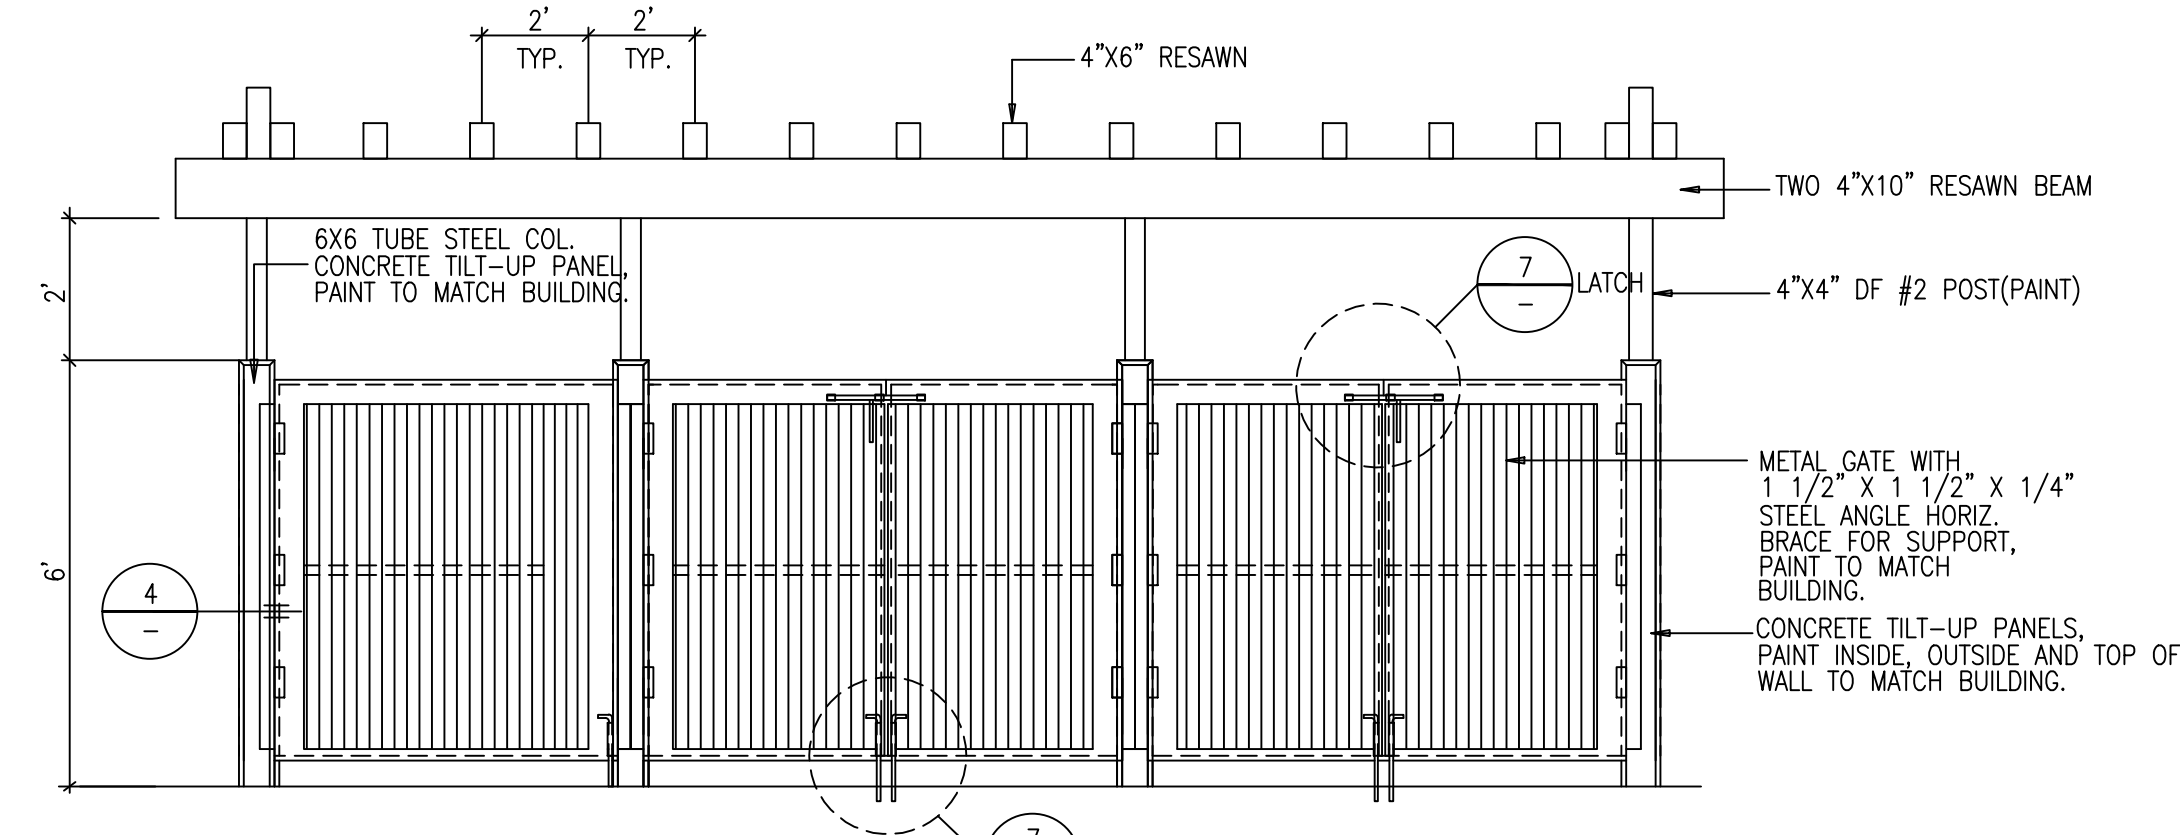 2'
2'
TYP.
TYP.
4"X6" RESAWN
TWO 4"X10" RESAWN BEAM
6X6 TUBE STEEL COL.
CONCRETE TILT-UP PANEL,
PAINT TO MATCH BUILDING.
7
-
LATCH
4"X4" DF #2 POST(PAINT)
2'
6'
METAL GATE WITH
1 1/2" X 1 1/2" X 1/4"
STEEL ANGLE HORIZ.
BRACE FOR SUPPORT,
PAINT TO MATCH
BUILDING.
4
-
CONCRETE TILT-UP PANELS,
PAINT INSIDE, OUTSIDE AND TOP OF
WALL TO MATCH BUILDING.